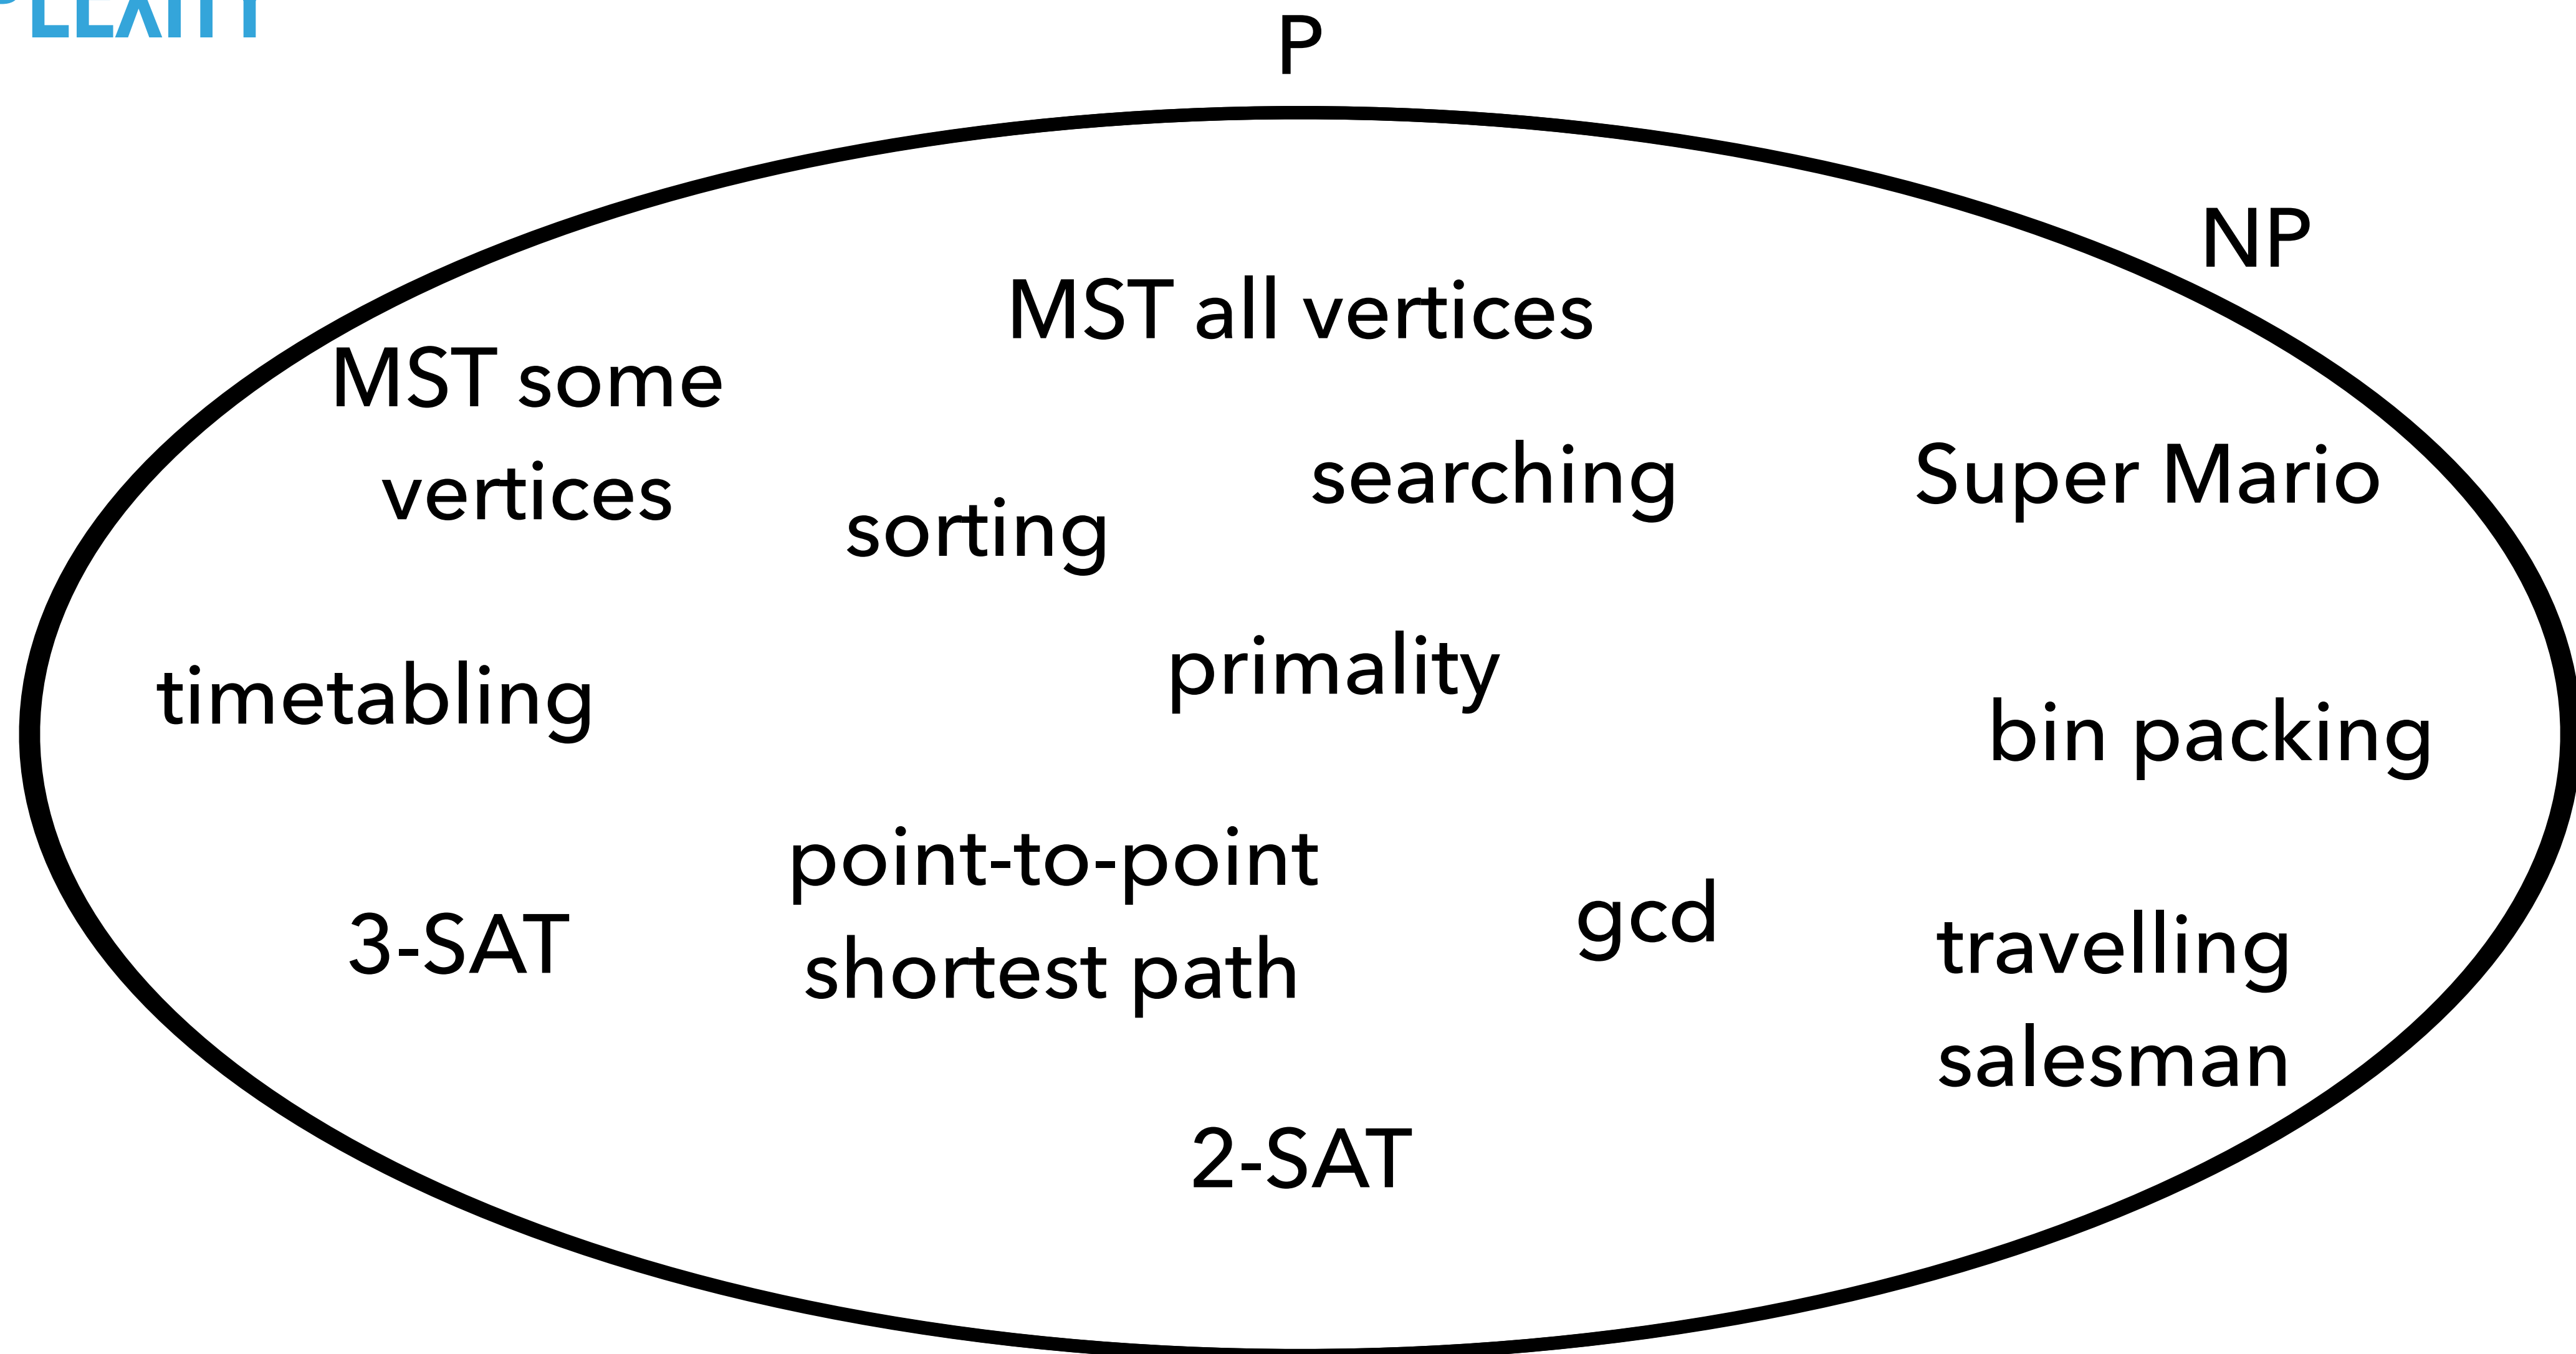 PLEXITY
P
NP
MST all vertices
MST some
vertices
searching
Super Mario
sorting
primality
timetabling
bin packing
point-to-point
shortest path
gcd
3-SAT
travelling
salesman
2-SAT